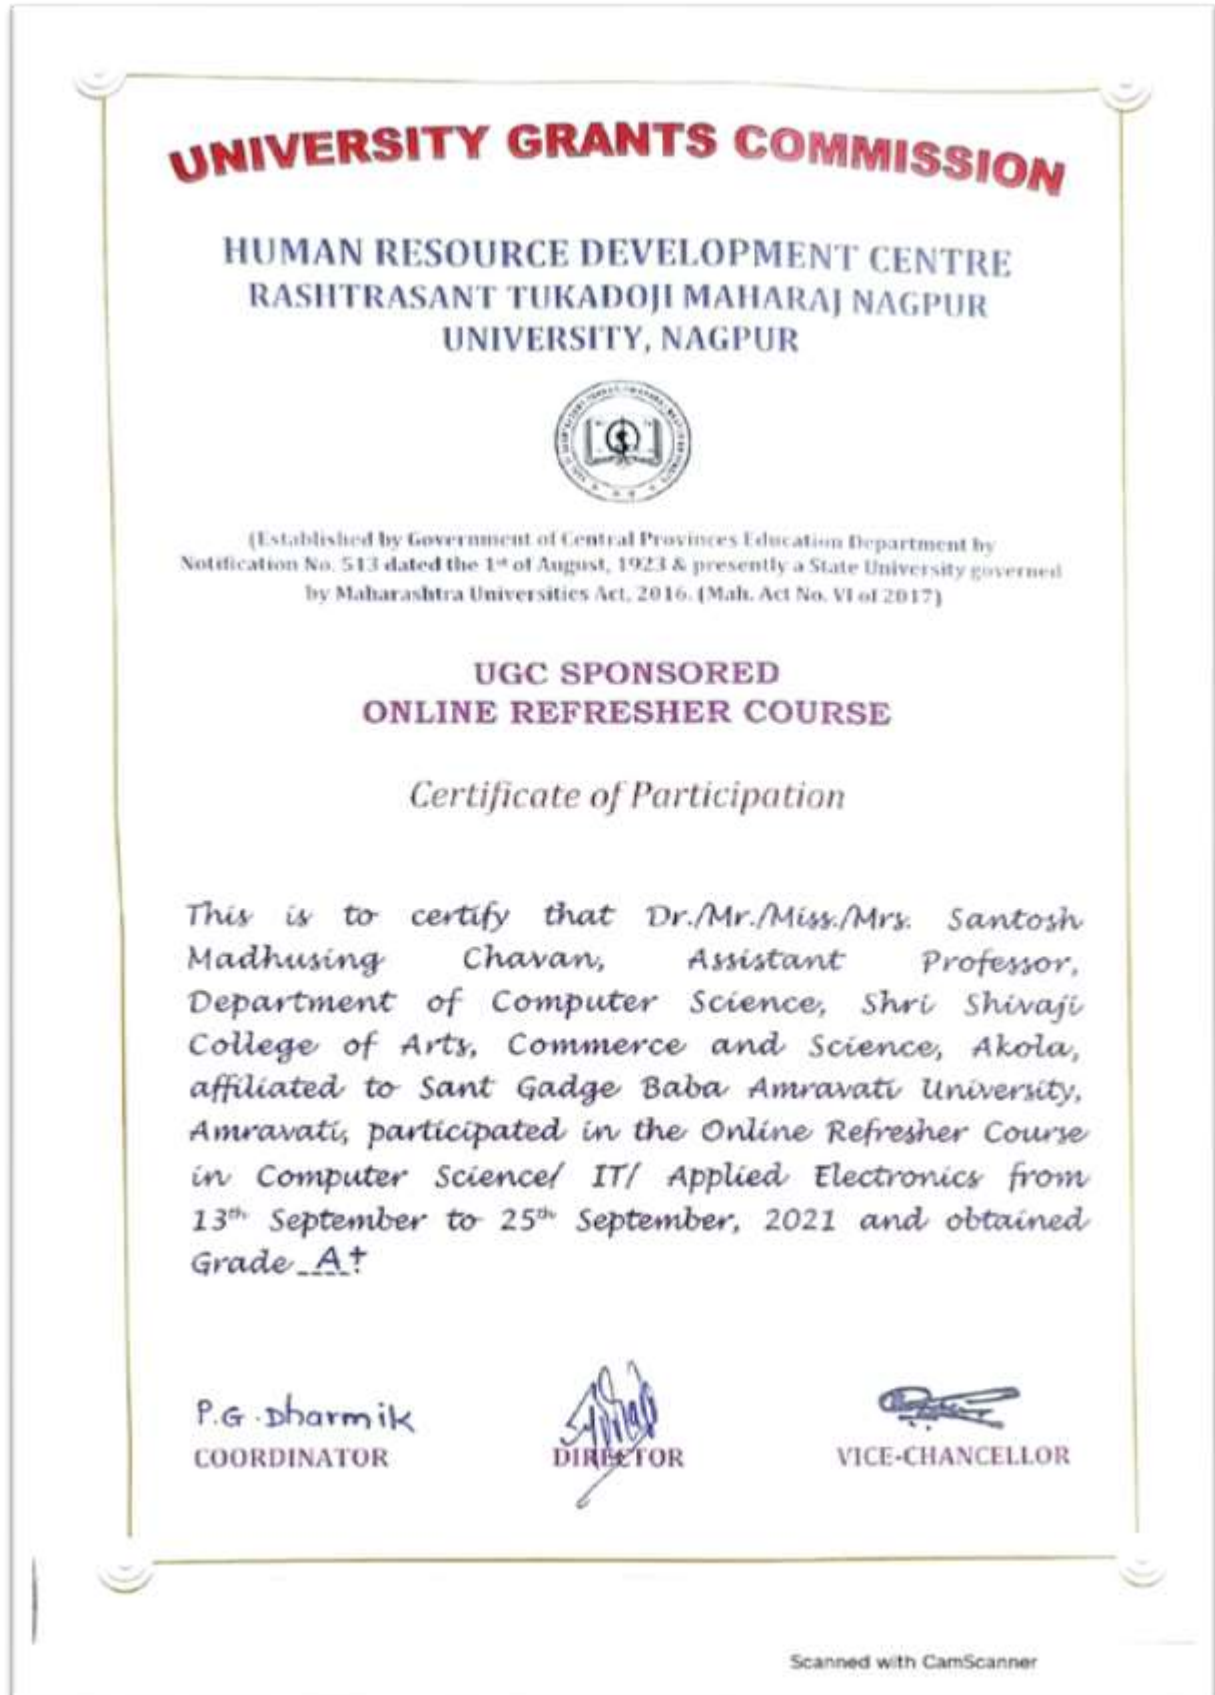 UNIVERSITY GRANTS COMMISSION
HUMAN RESOURCE DEVELOPMENT CENTRE
RASHTRASANT TUKADOJI MAHARAJ NAGPUR
UNIVERSITY, NAGPUR
(Established by Government of Central Provinces Education Department by
Notification No. 513 dated the 1st of August, 1923 & presently a State University governed
by Maharashtra Universities Act, 2016. (Mah. Act No. VI of 2017)
UGC SPONSORED
ONLINE REFRESHER COURSE
Certificate of Participation
This is to certify that Dr./Mr./Miss./Mrs. Santosh
Madhusing Chavan, Assistant Professor,
Department of Computer Science, Shri Shivaji
College of Arts, Commerce and Science, Akola,
affiliated to Sant Gadge Baba Amravati University,
Amravati, participated in the Online Refresher Course
in Computer Science/ IT/ Applied Electronics from
13th September to 25th September, 2021 and obtained
Grade A+
P.G. Dharmik
COORDINATOR DIRECTOR VICE-CHANCELLOR
Scanned with CamScanner